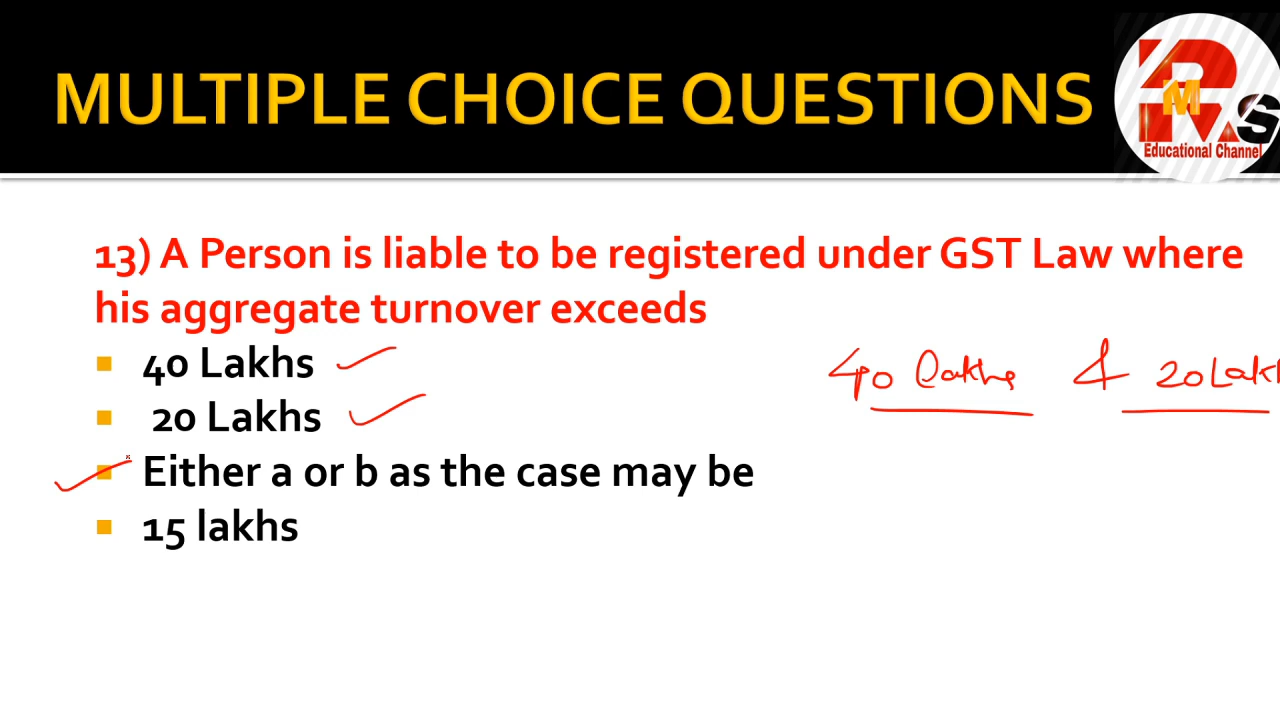 MULTIPLE CHOICE QUESTIONS
R M S
Educational Channel
13) A Person is liable to be registered under GST Law where
his aggregate turnover exceeds
40 Lakhs
20 Lakhs
Either a or b as the case may be
15 lakhs
40 Lakhs & 20 Lakh